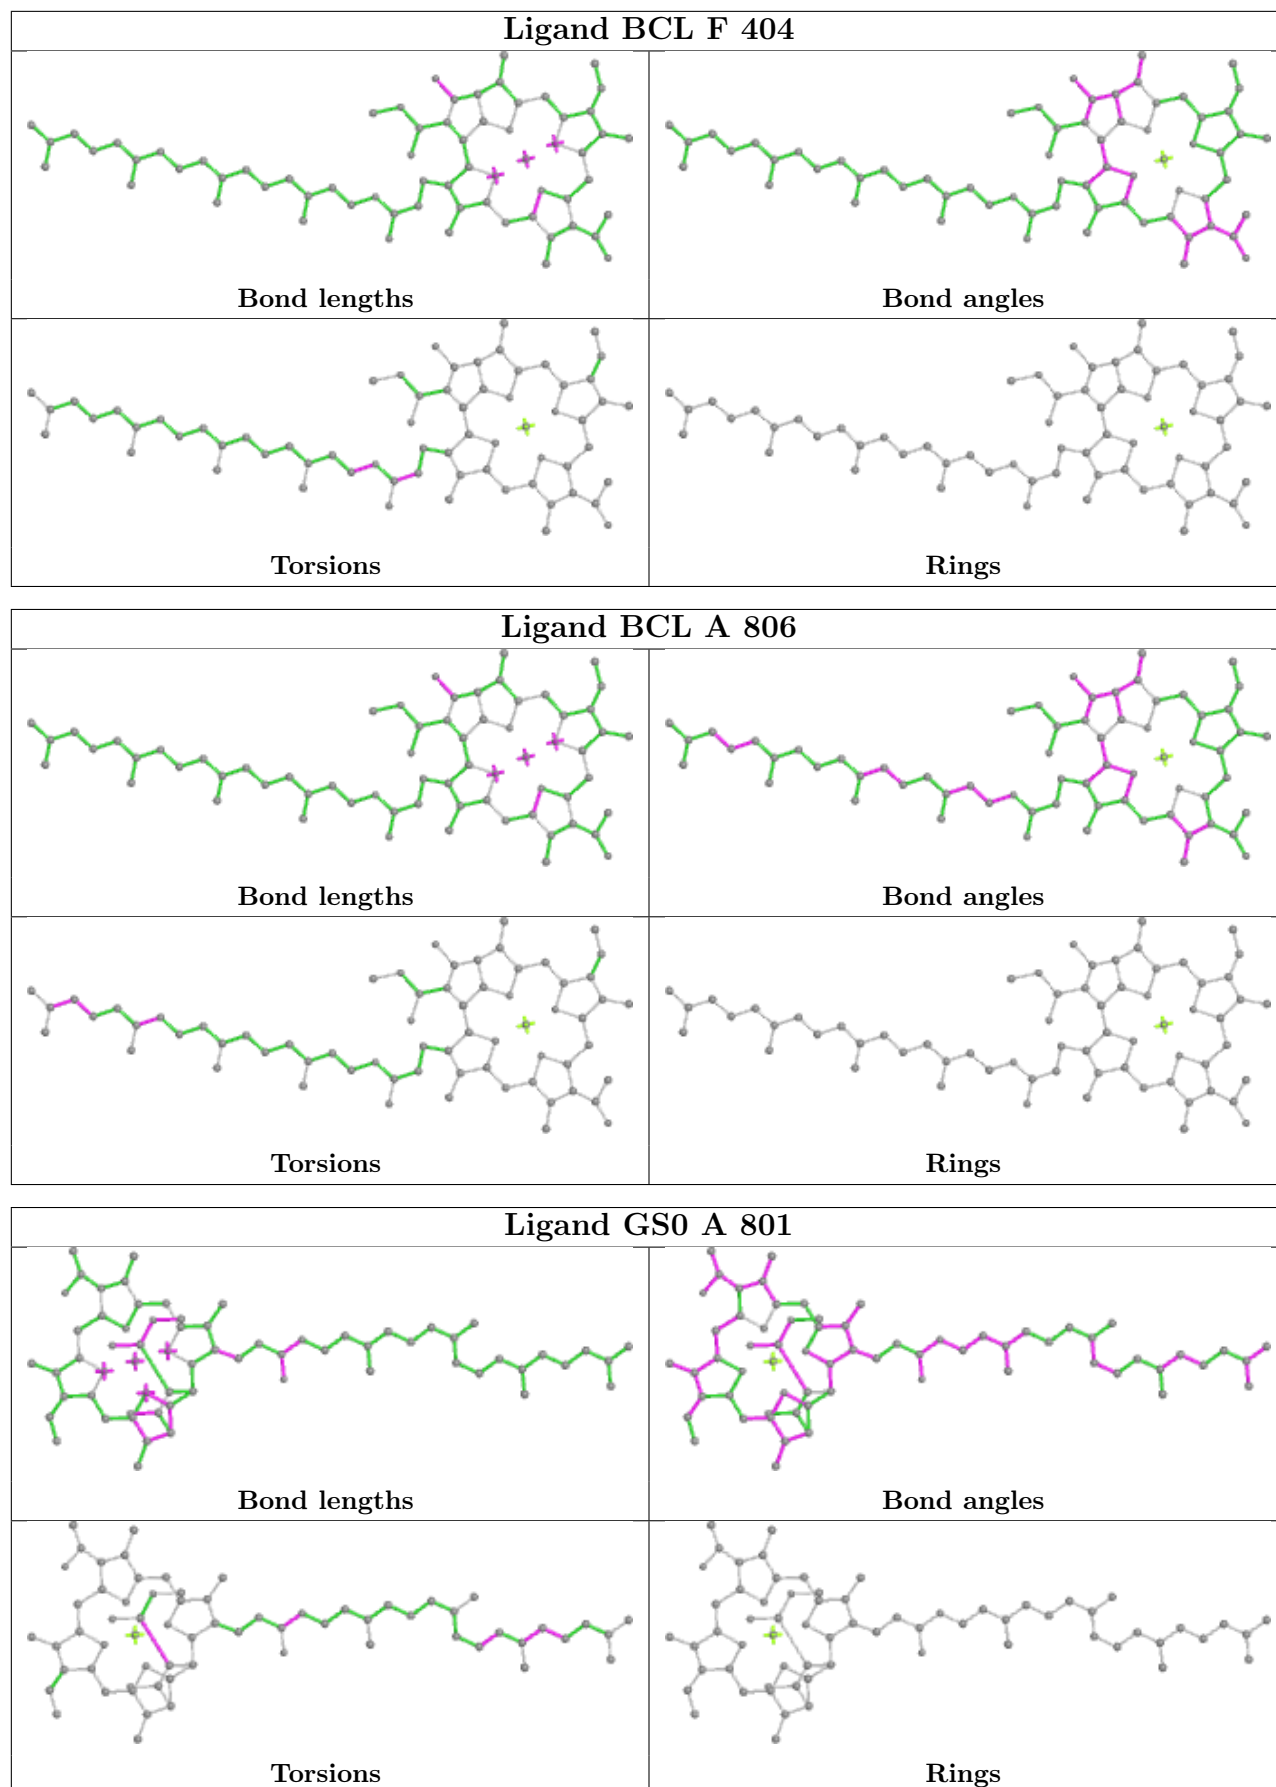 Ligand BCL F 404
Bond lengths
Bond angles
Torsions
Rings
Ligand BCL A 806
Bond lengths
Bond angles
Torsions
Rings
Ligand GS0 A 801
Bond lengths
Bond angles
Torsions
Rings